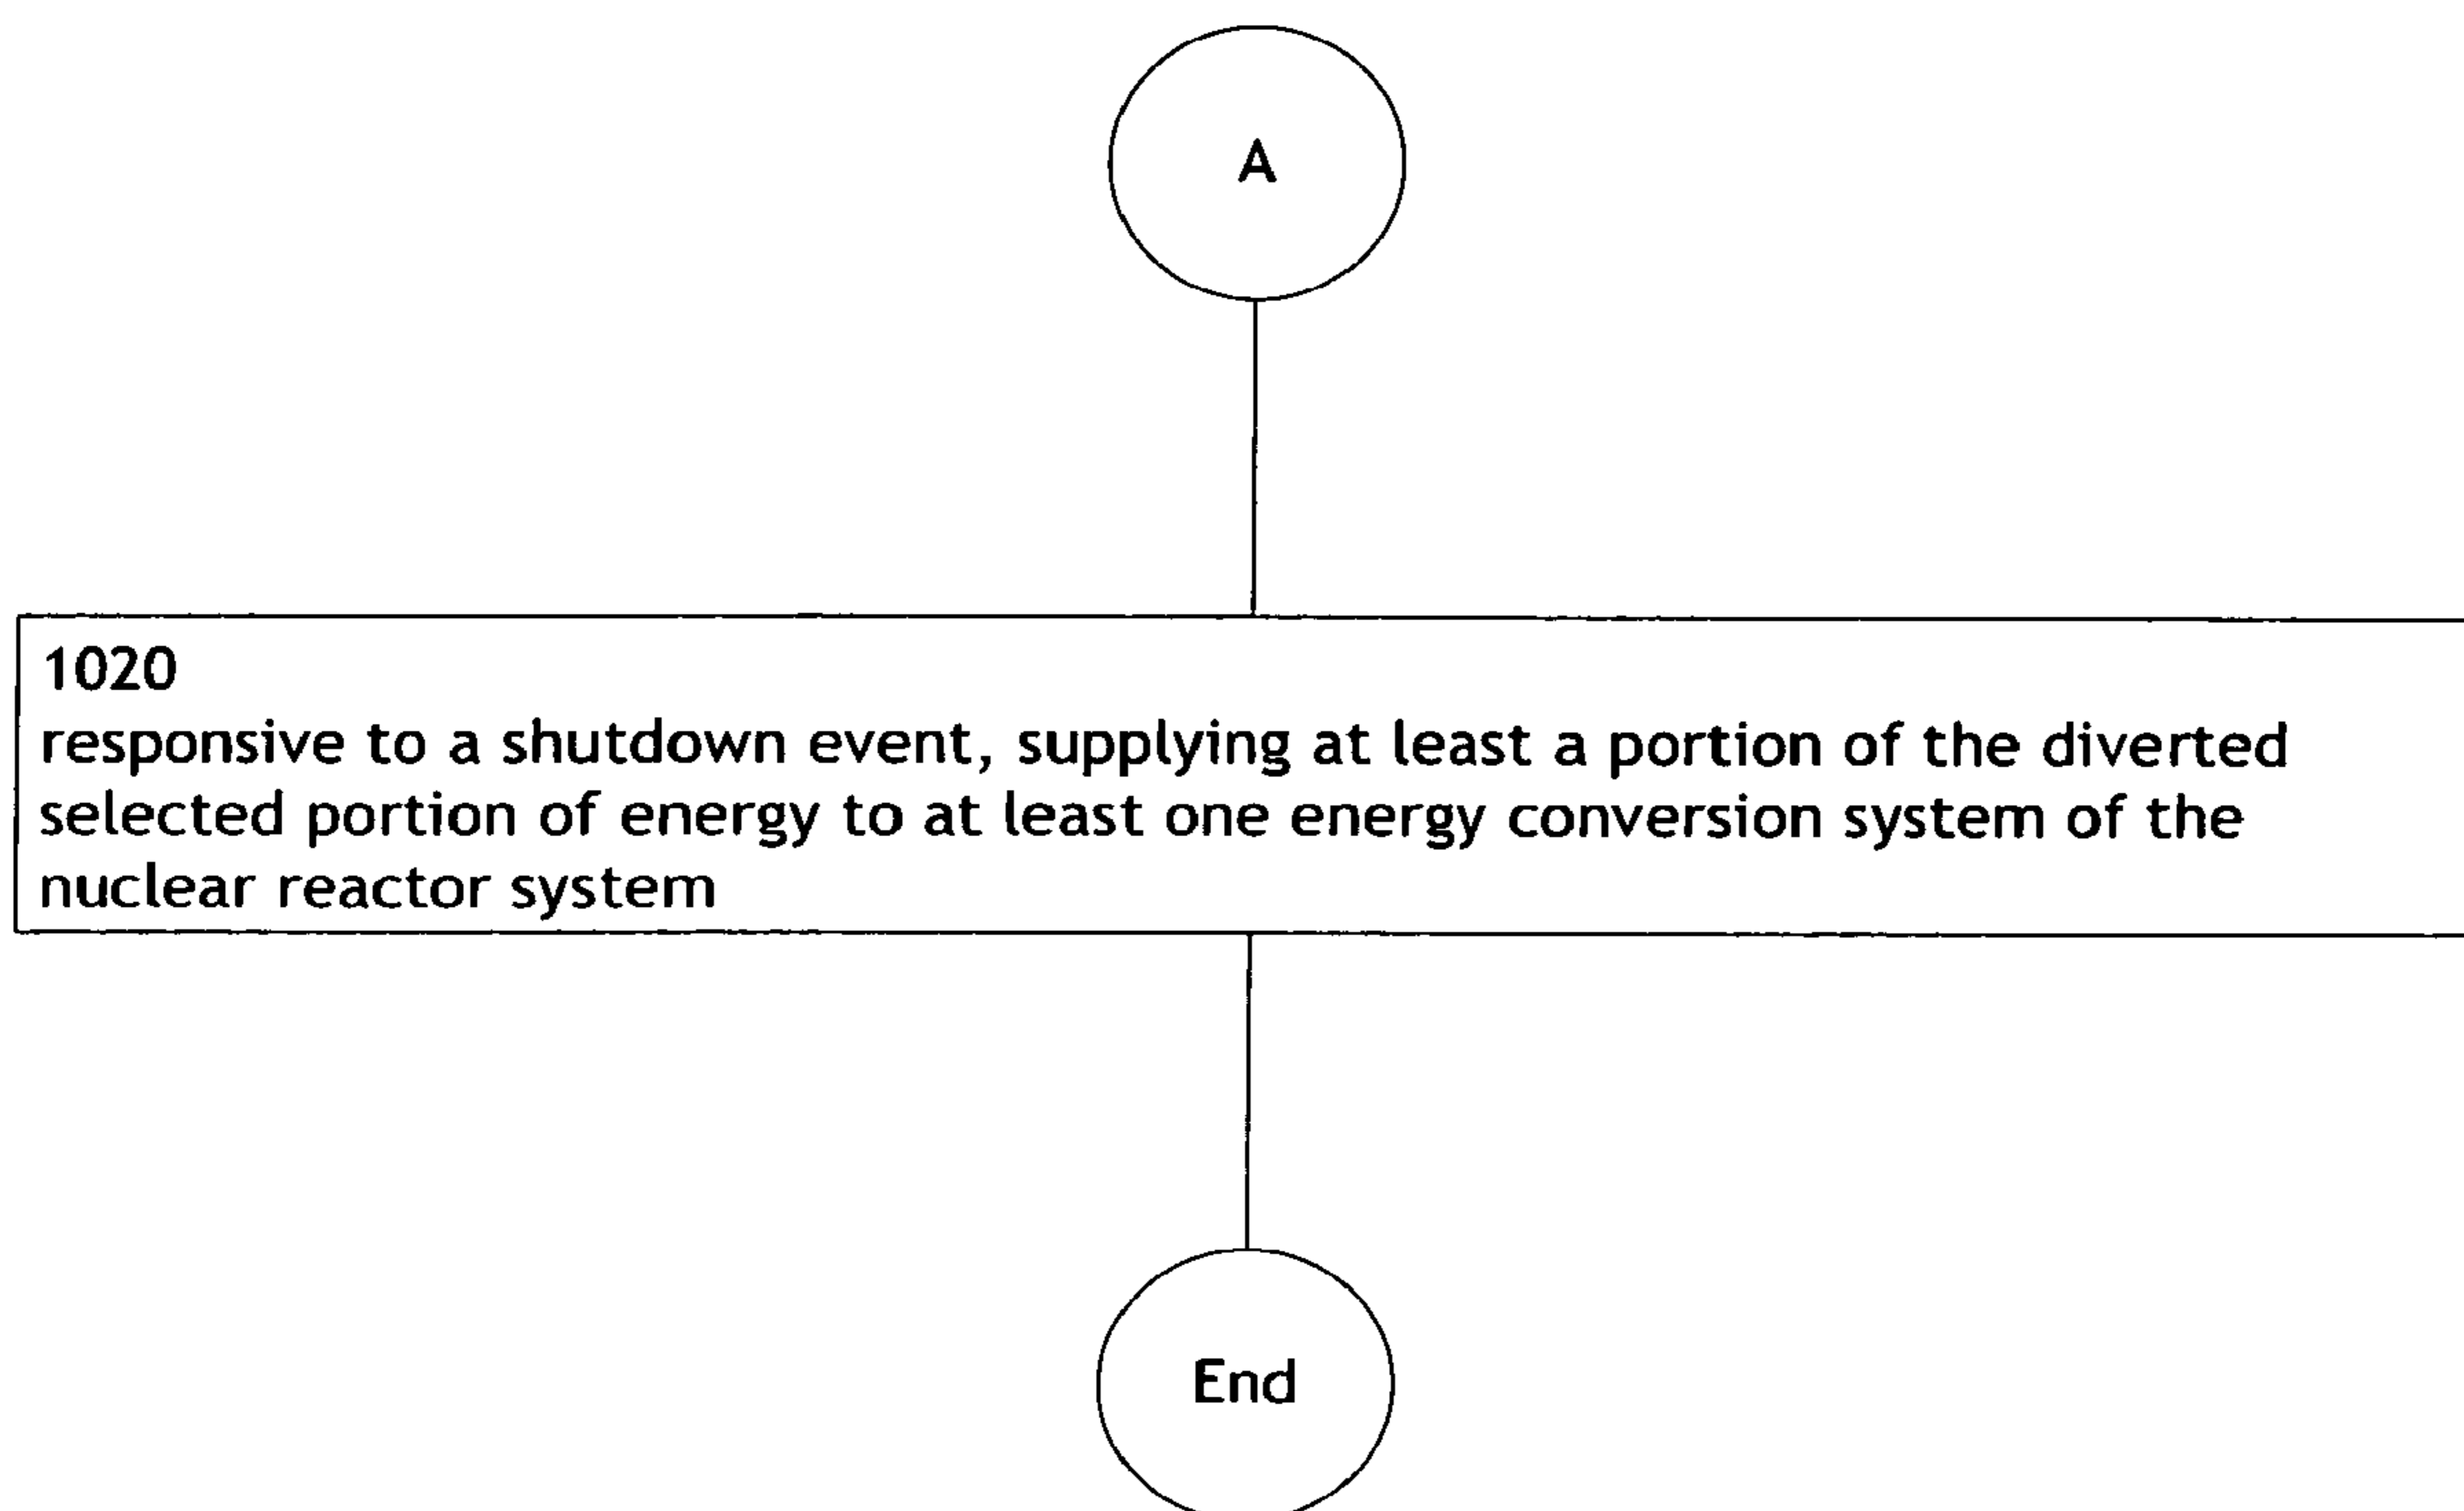 A
1020
responsive to a shutdown event, supplying at least a portion of the diverted
selected portion of energy to at least one energy conversion system of the
nuclear reactor system
End